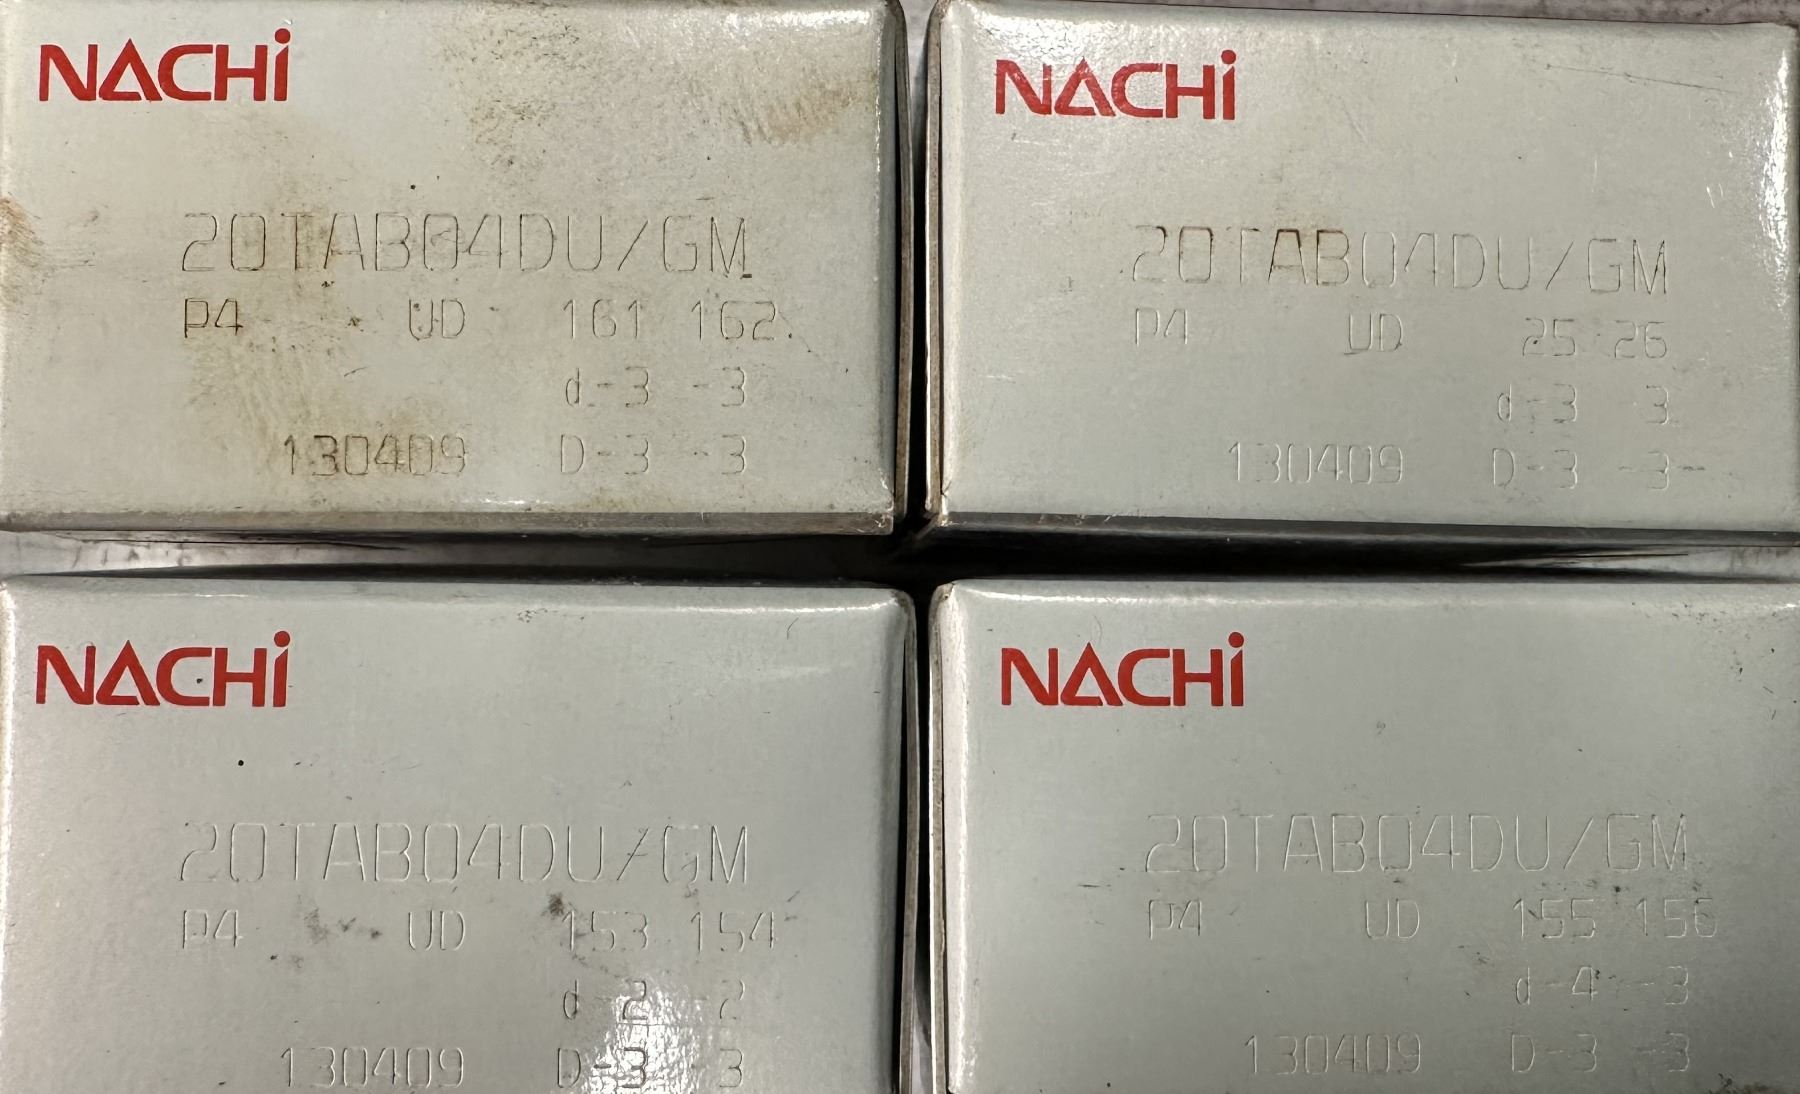 NACHi
20TAB04DU/GM
P4 UD 161 162
d-3 -3
130409 D-3 -3
NACHi
20TAB04DU/GM
P4 UD 25 26
d-3 3
130409 D-3 -3-
NACHi
20TAB04DU/GM
P4 UD 153 154
d-2 -2
130409 D-3 -3
NACHi
20TAB04DU/GM
P4 UD 155 156
d-4 -3
130409 D-3 -3